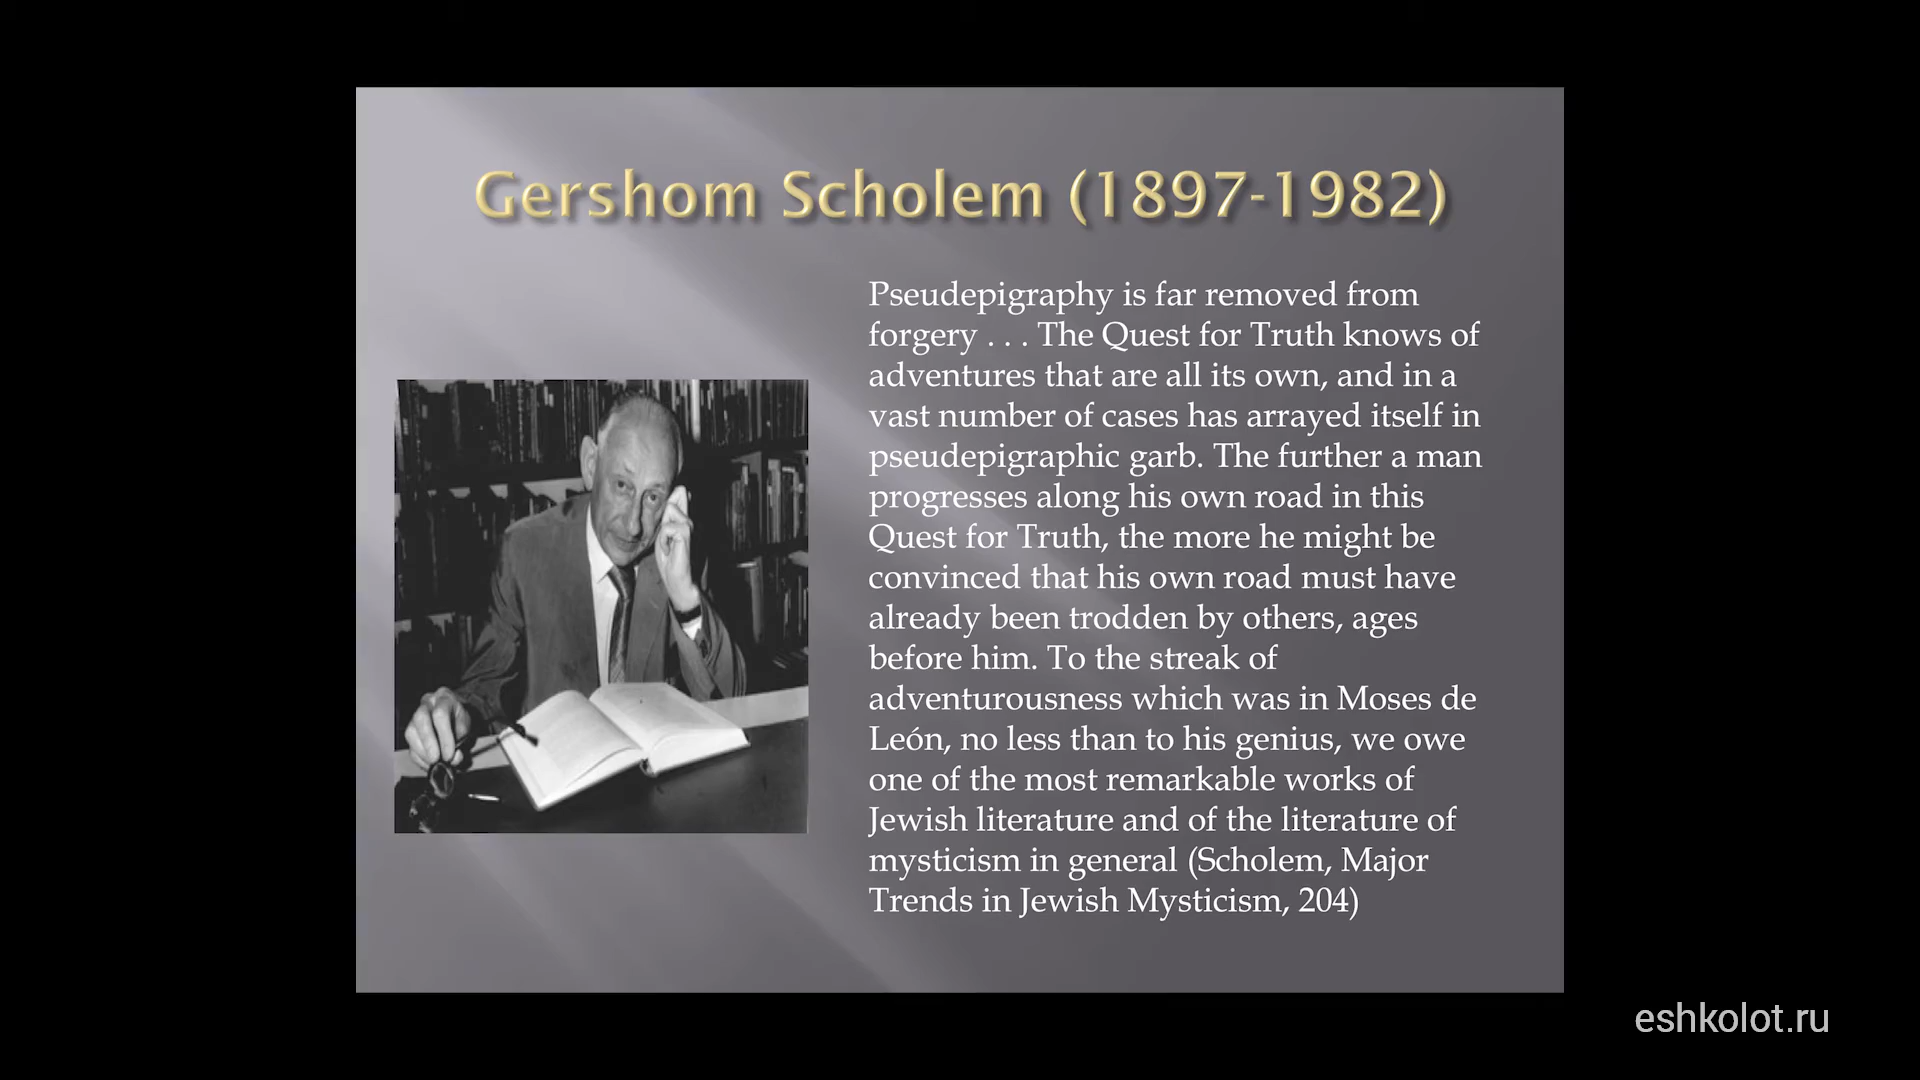 Gershom Scholem (1897-1982)
Pseudepigraphy is far removed from
forgery . . . The Quest for Truth knows of
adventures that are all its own, and in a
vast number of cases has arrayed itself in
pseudepigraphic garb. The further a man
progresses along his own road in this
Quest for Truth, the more he might be
convinced that his own road must have
already been trodden by others, ages
before him. To the streak of
adventurousness which was in Moses de
León, no less than to his genius, we owe
one of the most remarkable works of
Jewish literature and of the literature of
mysticism in general (Scholem, Major
Trends in Jewish Mysticism, 204)
eshkolot.ru